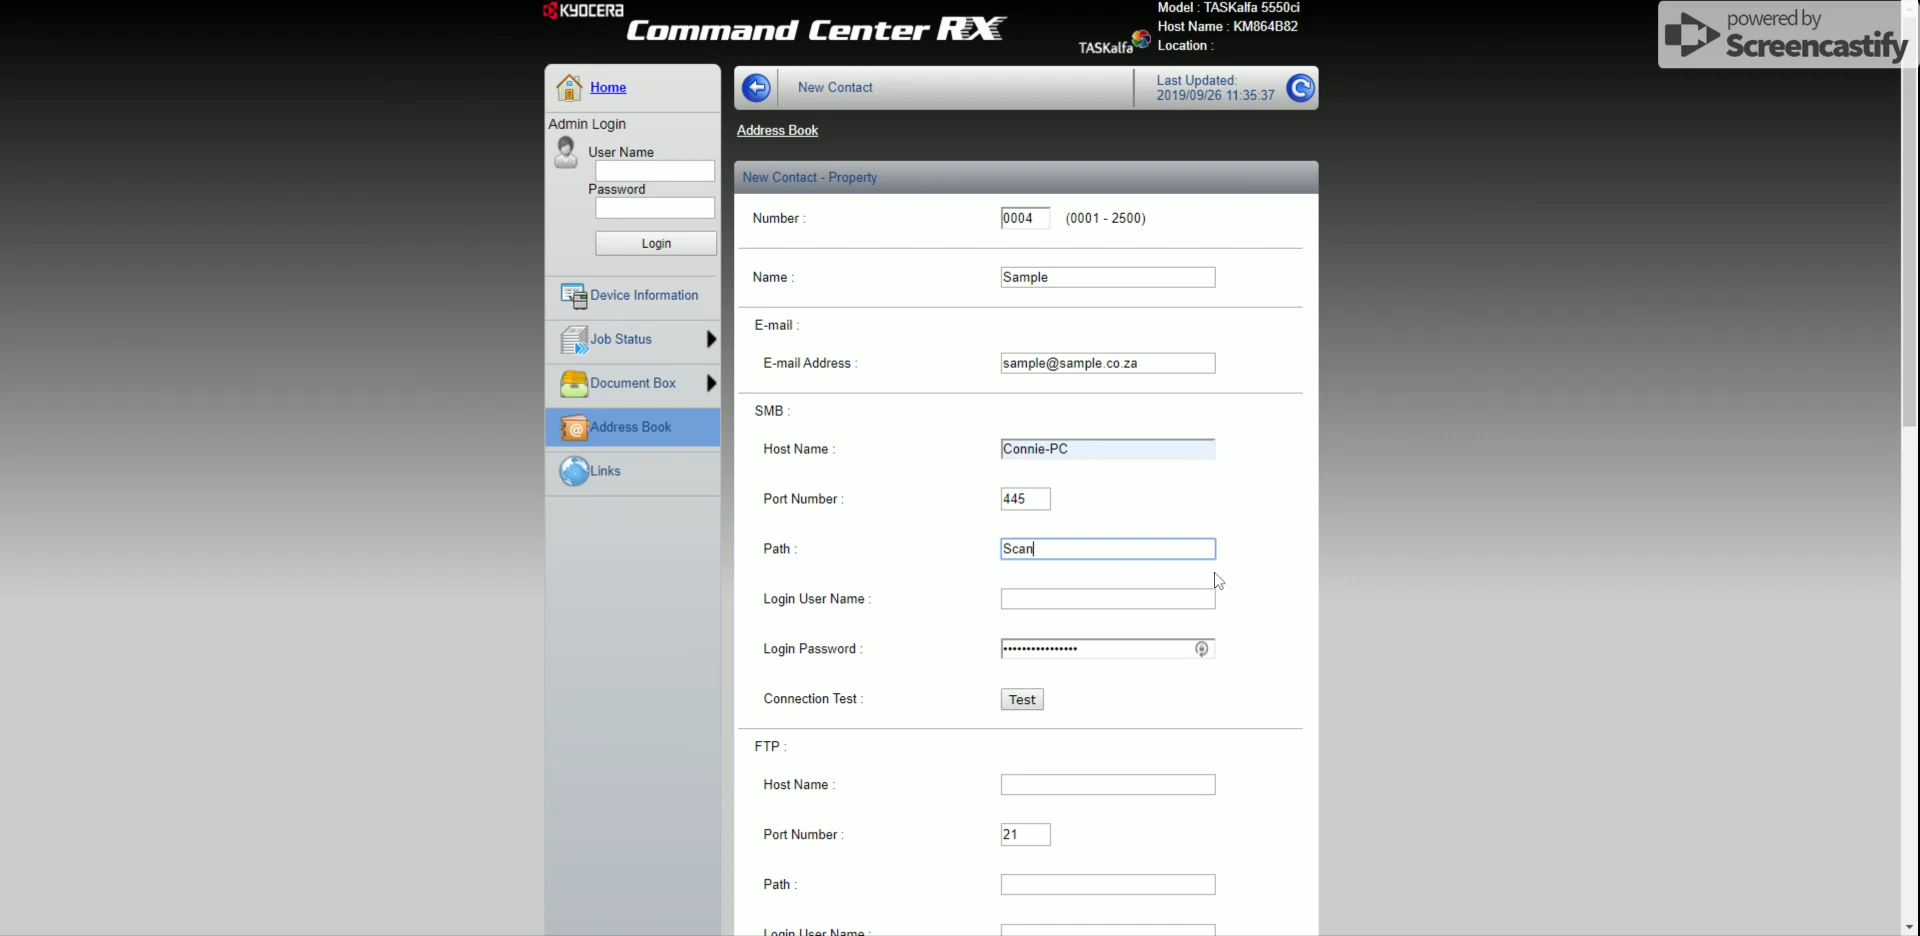 KYOCERA
Command Center RX
TASKalfa
Model : TASKalfa 5550ci
Host Name : KM864B82
Location :
powered by
Screencastify
Home
Admin Login
User Name
Password
Login
Device Information
Job Status
Document Box
Address Book
Links
New Contact
Last Updated:
2019/09/26 11:35:37
Address Book
New Contact - Property
Number : 0004 (0001 - 2500)
Name : Sample
E-mail :
E-mail Address : sample@sample.co.za
SMB :
Host Name : Connie-PC
Port Number : 445
Path : Scan
Login User Name :
Login Password : ••••••••••••••••
Connection Test : Test
FTP :
Host Name :
Port Number : 21
Path :
Login User Name :